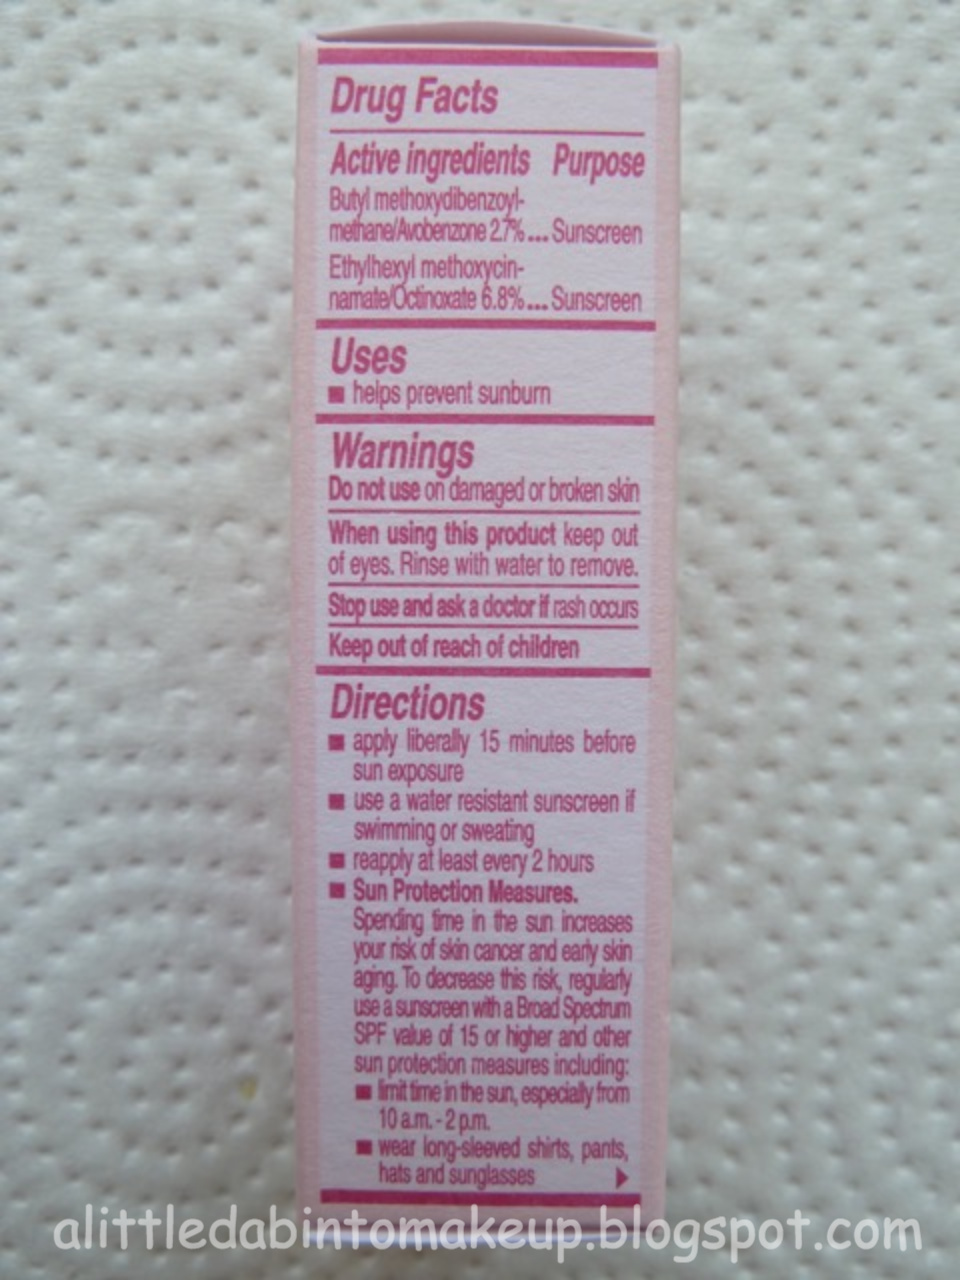 Drug Facts
Active ingredients Purpose
Butyl methoxydibenzoyl-
methane/Avobenzone 2.7% ... Sunscreen
Ethylhexyl methoxycin-
namate/Octinoxate 6.8% ... Sunscreen
Uses
■ helps prevent sunburn
Warnings
Do not use on damaged or broken skin
When using this product keep out
of eyes. Rinse with water to remove.
Stop use and ask a doctor if rash occurs
Keep out of reach of children
Directions
■ apply liberally 15 minutes before
sun exposure
■ use a water resistant sunscreen if
swimming or sweating
■ reapply at least every 2 hours
■ Sun Protection Measures.
Spending time in the sun increases
your risk of skin cancer and early skin
aging. To decrease this risk, regularly
use a sunscreen with a Broad Spectrum
SPF value of 15 or higher and other
sun protection measures including:
■ limit time in the sun, especially from
10 a.m. - 2 p.m.
■ wear long-sleeved shirts, pants,
hats and sunglasses
alittledabintomakeup.blogspot.com